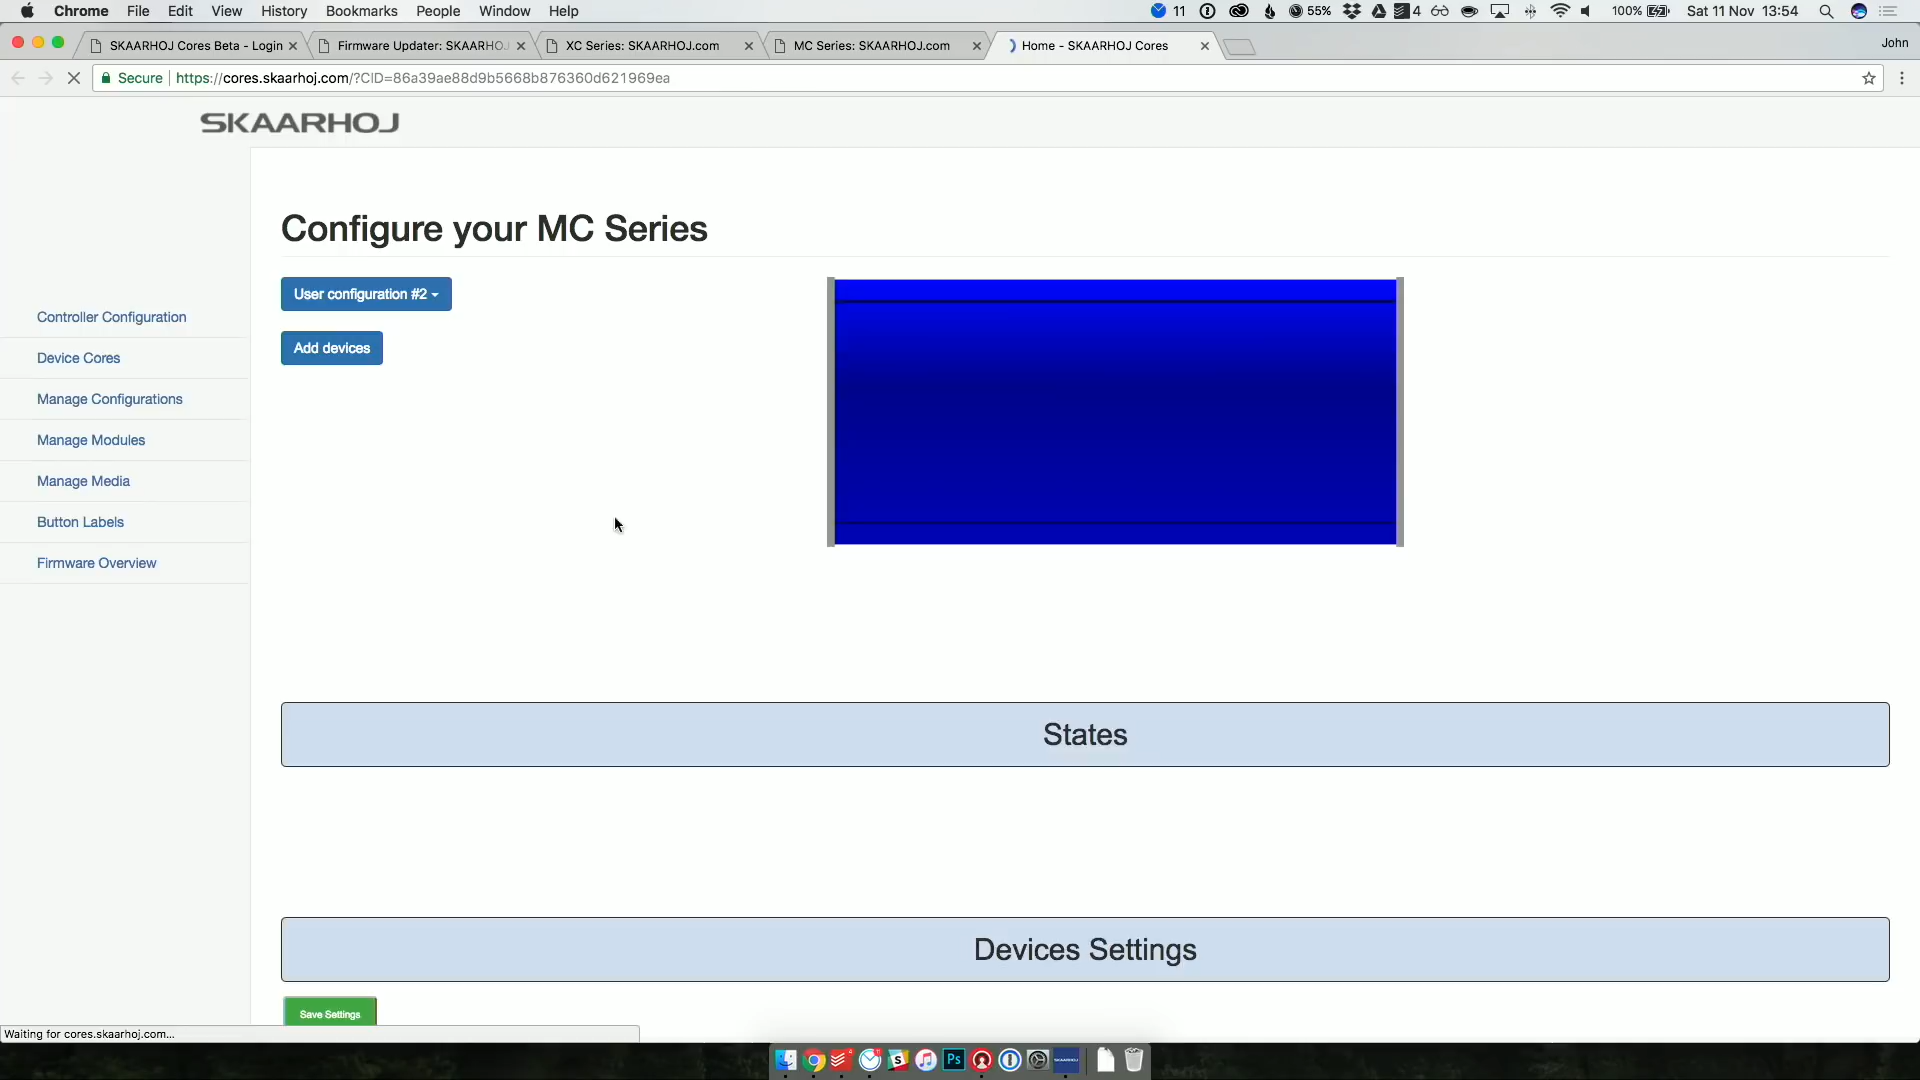 Chrome File Edit View History Bookmarks People Window Help 11 55% 4 100% Sat 11 Nov 13:54
SKAARHOJ Cores Beta - Login
Firmware Updater: SKAARHOJ
XC Series: SKAARHOJ.com
MC Series: SKAARHOJ.com
Home - SKAARHOJ Cores
John
Secure https://cores.skaarhoj.com/?CID=86a39ae88d9b5668b876360d621969ea
SKAARHOJ
Configure your MC Series
User configuration #2
Add devices
Controller Configuration
Device Cores
Manage Configurations
Manage Modules
Manage Media
Button Labels
Firmware Overview
States
Devices Settings
Save Settings
Waiting for cores.skaarhoj.com...
Ps
SKAARHOJ